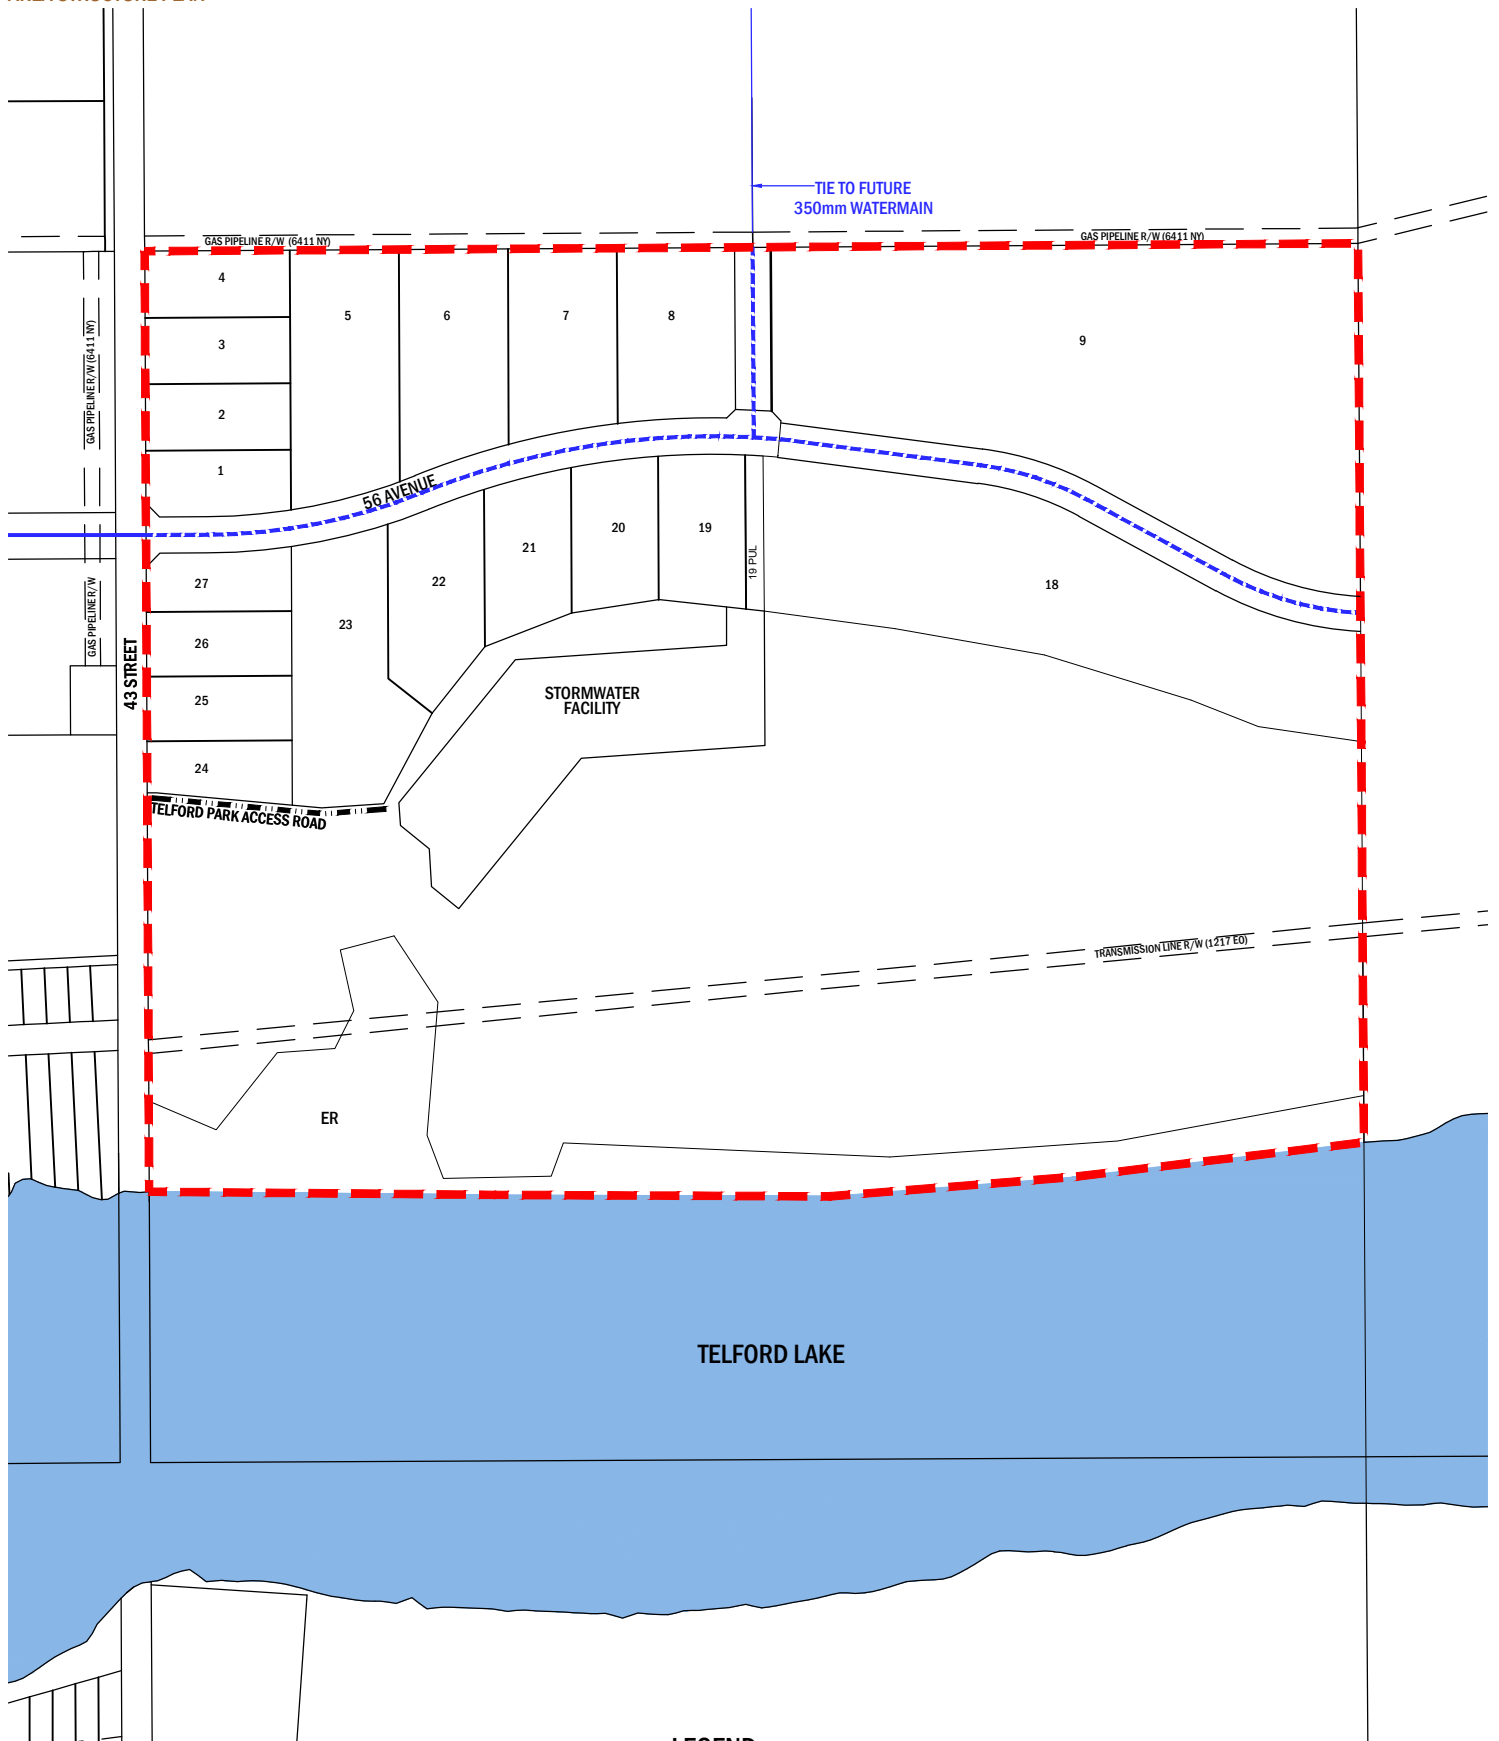 TIE TO FUTURE
350mm WATERMAIN
GAS PIPELINE R/W (6411 NY)
GAS PIPELINE R/W (6411 NY)
4
5
6
7
8
9
3
GAS PIPELINE R/W (6411 NY)
2
1
56 AVENUE
27
23
22
21
20
19
19 PUL
18
GAS PIPELINE R/W
26
43 STREET
25
STORMWATER
FACILITY
24
TELFORD PARK ACCESS ROAD
TRANSMISSION LINE R/W (1217 EO)
ER
TELFORD LAKE
LEGEND